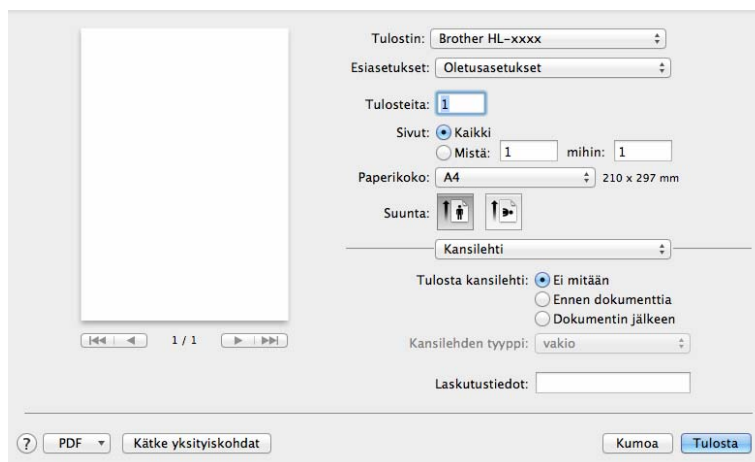 Tulostin: Brother HL-xxxx
Esiasetukset: Oletusasetukset
Tulosteita: 1
Sivut: Kaikki
Mistä: 1 mihin: 1
Paperikoko: A4 210 x 297 mm
Suunta:
Kansilehti
Tulosta kansilehti: Ei mitään
Ennen dokumenttia
Dokumentin jälkeen
1 / 1
Kansilehden tyyppi: vakio
Laskutustiedot:
? PDF Kätke yksityiskohdat Kumoa Tulosta